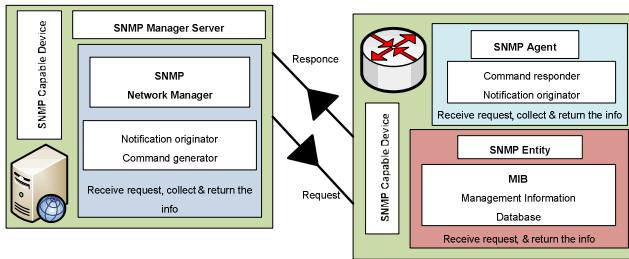 SNMP Capable Device
SNMP Manager Server
SNMP
Network Manager
Notification originator
Command generator
Receive request, collect & return the
info
Responce
Request
SNMP Capable Device
SNMP Agent
Command responder
Notification originator
Receive request, collect & return the info
SNMP Entity
MIB
Management Information
Database
Receive request, & return the info